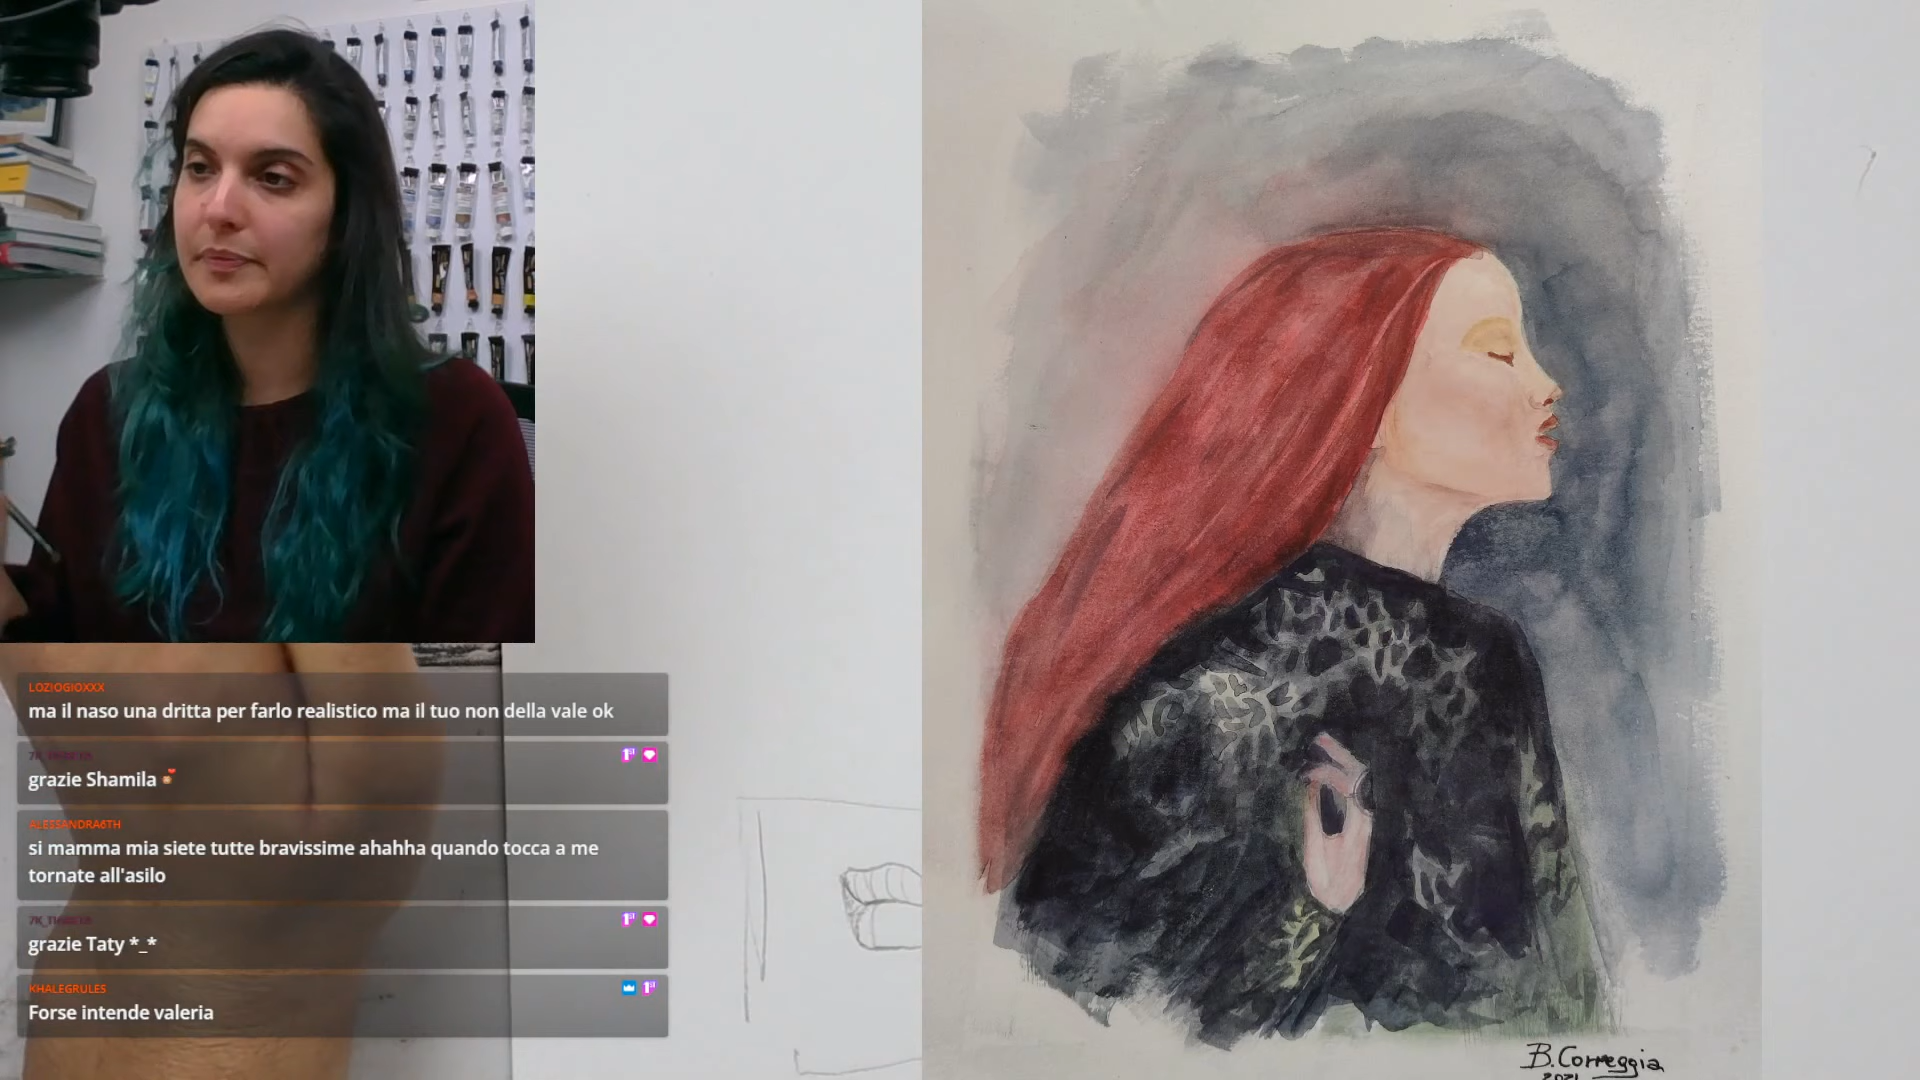 LOZIOGIOXXX
ma il naso una dritta per farlo realistico ma il tuo non della vale ok
grazie Shamila
ALESSANDRA6TH
si mamma mia siete tutte bravissime ahahha quando tocca a me
tornate all'asilo
grazie Taty *_*
KHALEGRULES
Forse intende valeria
B. Correggia
2021